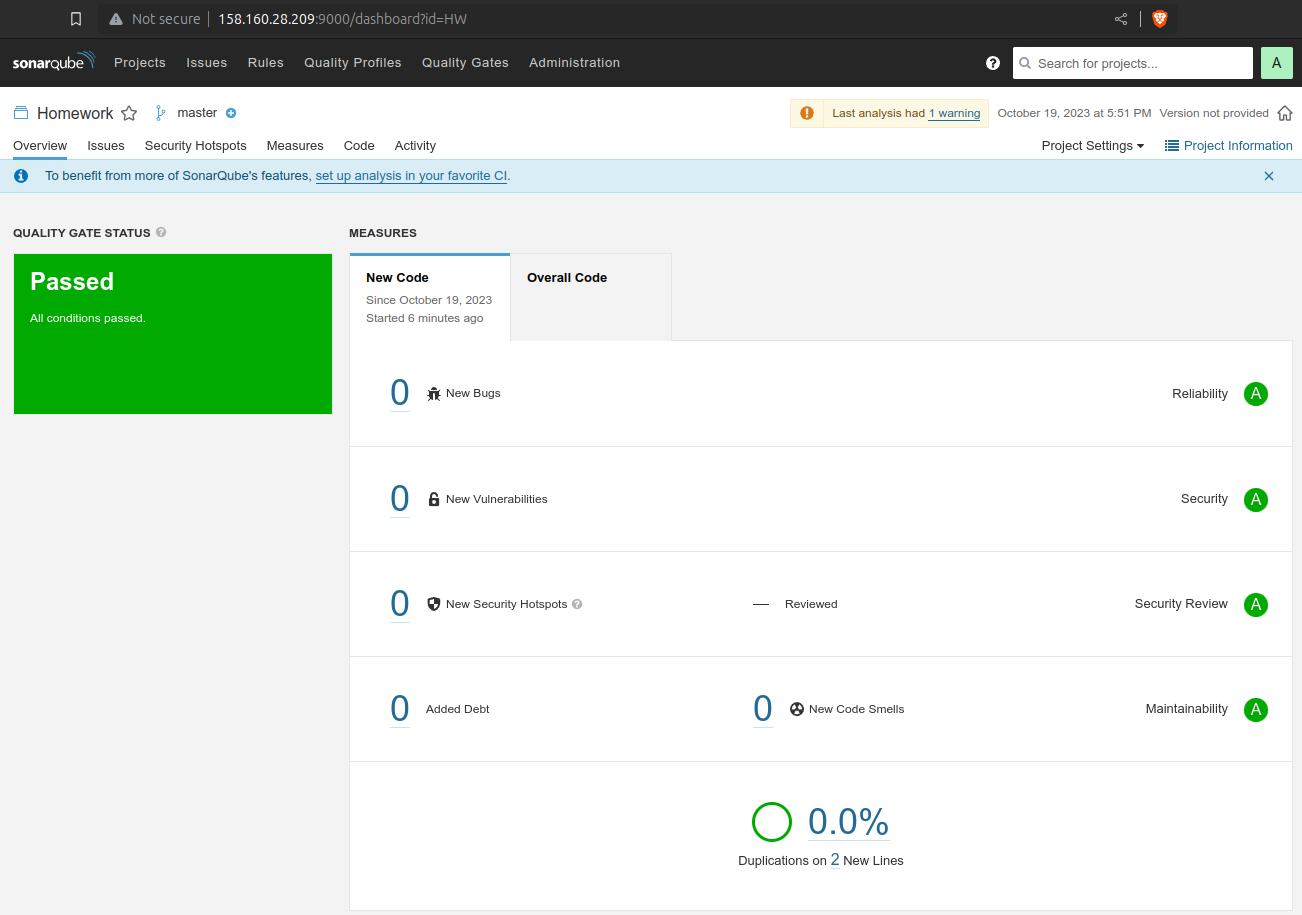 Not secure 158.160.28.209:9000/dashboard?id=HW
sonarqube Projects Issues Rules Quality Profiles Quality Gates Administration ? Search for projects... A
Homework master Last analysis had 1 warning October 19, 2023 at 5:51 PM Version not provided
Overview Issues Security Hotspots Measures Code Activity Project Settings Project Information
To benefit from more of SonarQube's features, set up analysis in your favorite CI.
QUALITY GATE STATUS ?
Passed
All conditions passed.
MEASURES
New Code
Since October 19, 2023
Started 6 minutes ago
Overall Code
0 New Bugs Reliability A
0 New Vulnerabilities Security A
0 New Security Hotspots ? — Reviewed Security Review A
0 Added Debt 0 New Code Smells Maintainability A
0.0%
Duplications on 2 New Lines